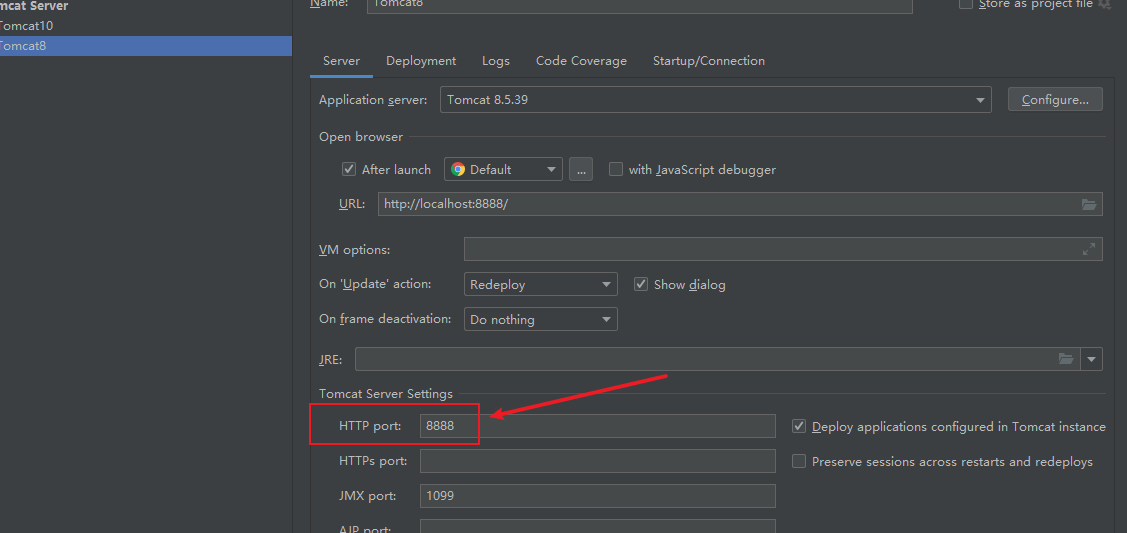 mcat Server
Tomcat10
Tomcat8
Name: Tomcat8 Store as project file
Server Deployment Logs Code Coverage Startup/Connection
Application server: Tomcat 8.5.39 Configure...
Open browser
After launch Default ... with JavaScript debugger
URL: http://localhost:8888/
VM options:
On 'Update' action: Redeploy Show dialog
On frame deactivation: Do nothing
JRE:
Tomcat Server Settings
HTTP port: 8888 Deploy applications configured in Tomcat instance
HTTPs port: Preserve sessions across restarts and redeploys
JMX port: 1099
AJP port: